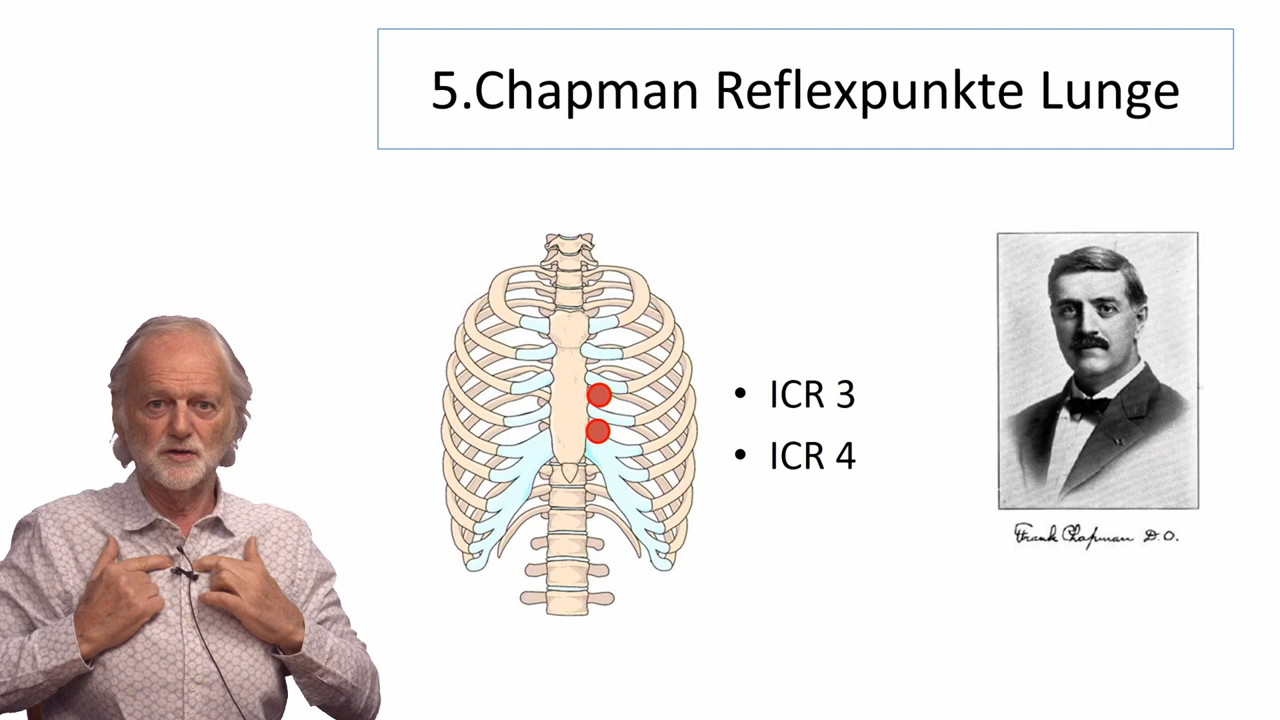 5.Chapman Reflexpunkte Lunge
• ICR 3
• ICR 4
Frank Chapman D.O.